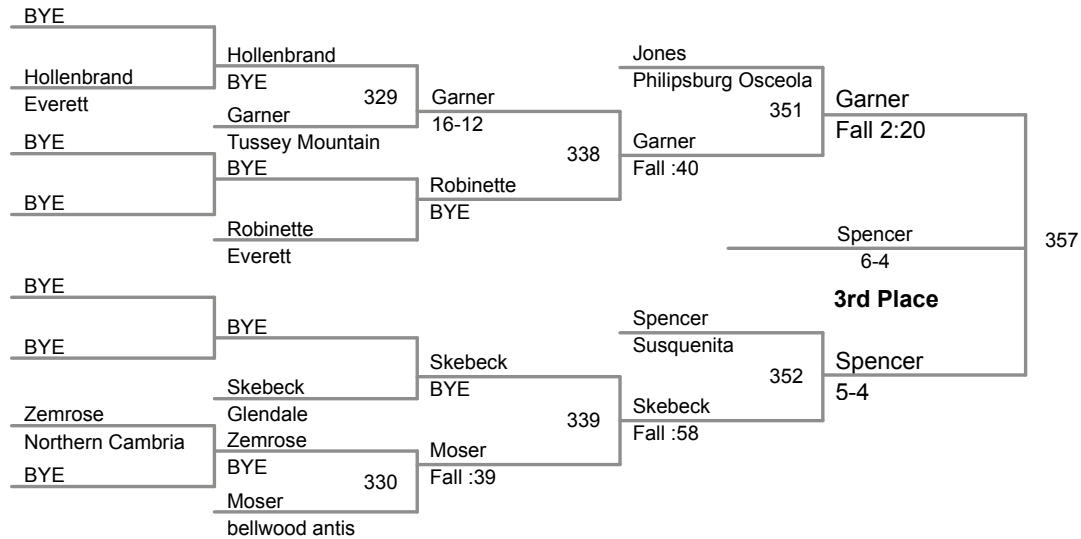 BYE
Hollenbrand
Everett
BYE
BYE
BYE
BYE
Zemrose
Northern Cambria
BYE
Hollenbrand
BYE
329
Garner
Tussey Mountain
BYE
Robinette
Everett
BYE
Skebeck
Glendale
Zemrose
BYE
330
Moser
bellwood antis
Garner
16-12
338
Robinette
BYE
Skebeck
BYE
339
Moser
Fall :39
Jones
Philipsburg Osceola
351
Garner
Fall :40
Spencer
Susquenita
352
Skebeck
Fall :58
Garner
Fall 2:20
Spencer
6-4
357
3rd Place
Spencer
5-4